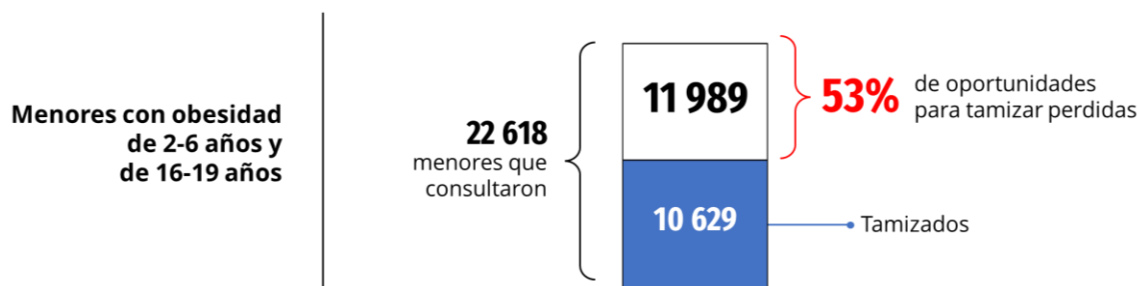 Menores con obesidad
de 2-6 años y
de 16-19 años
22 618
menores que
consultaron
11 989
10 629
53%
de oportunidades
para tamizar perdidas
Tamizados